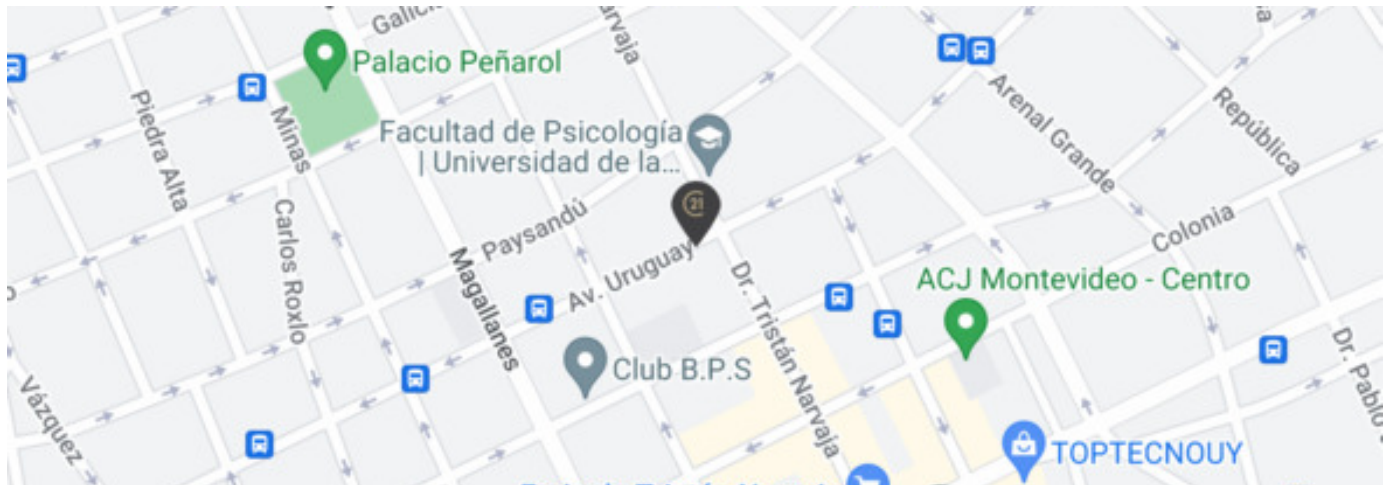 Galicia
Palacio Peñarol
Piedra Alta
Minas
Facultad de Psicología
| Universidad de la...
21
Arenal Grande
República
Carlos Roxlo
Paysandú
Magallanes
Av. Uruguay
Dr. Tristán Narvaja
Colonia
ACJ Montevideo - Centro
Club B.P.S
Vázquez
Dr. Pablo
TOPTECNOUY